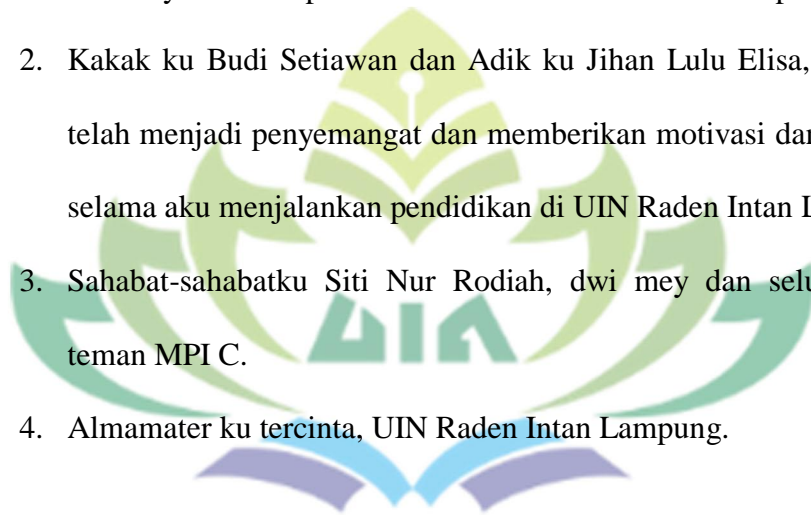 2. Kakak ku Budi Setiawan dan Adik ku Jihan Lulu Elisa,
telah menjadi penyemangat dan memberikan motivasi
selama aku menjalankan pendidikan di UIN Raden Intan
3. Sahabat-sahabatku Siti Nur Rodiah, dwi mey dan
teman MPI C.
4. Almamater ku tercinta, UIN Raden Intan Lampung.
UIN